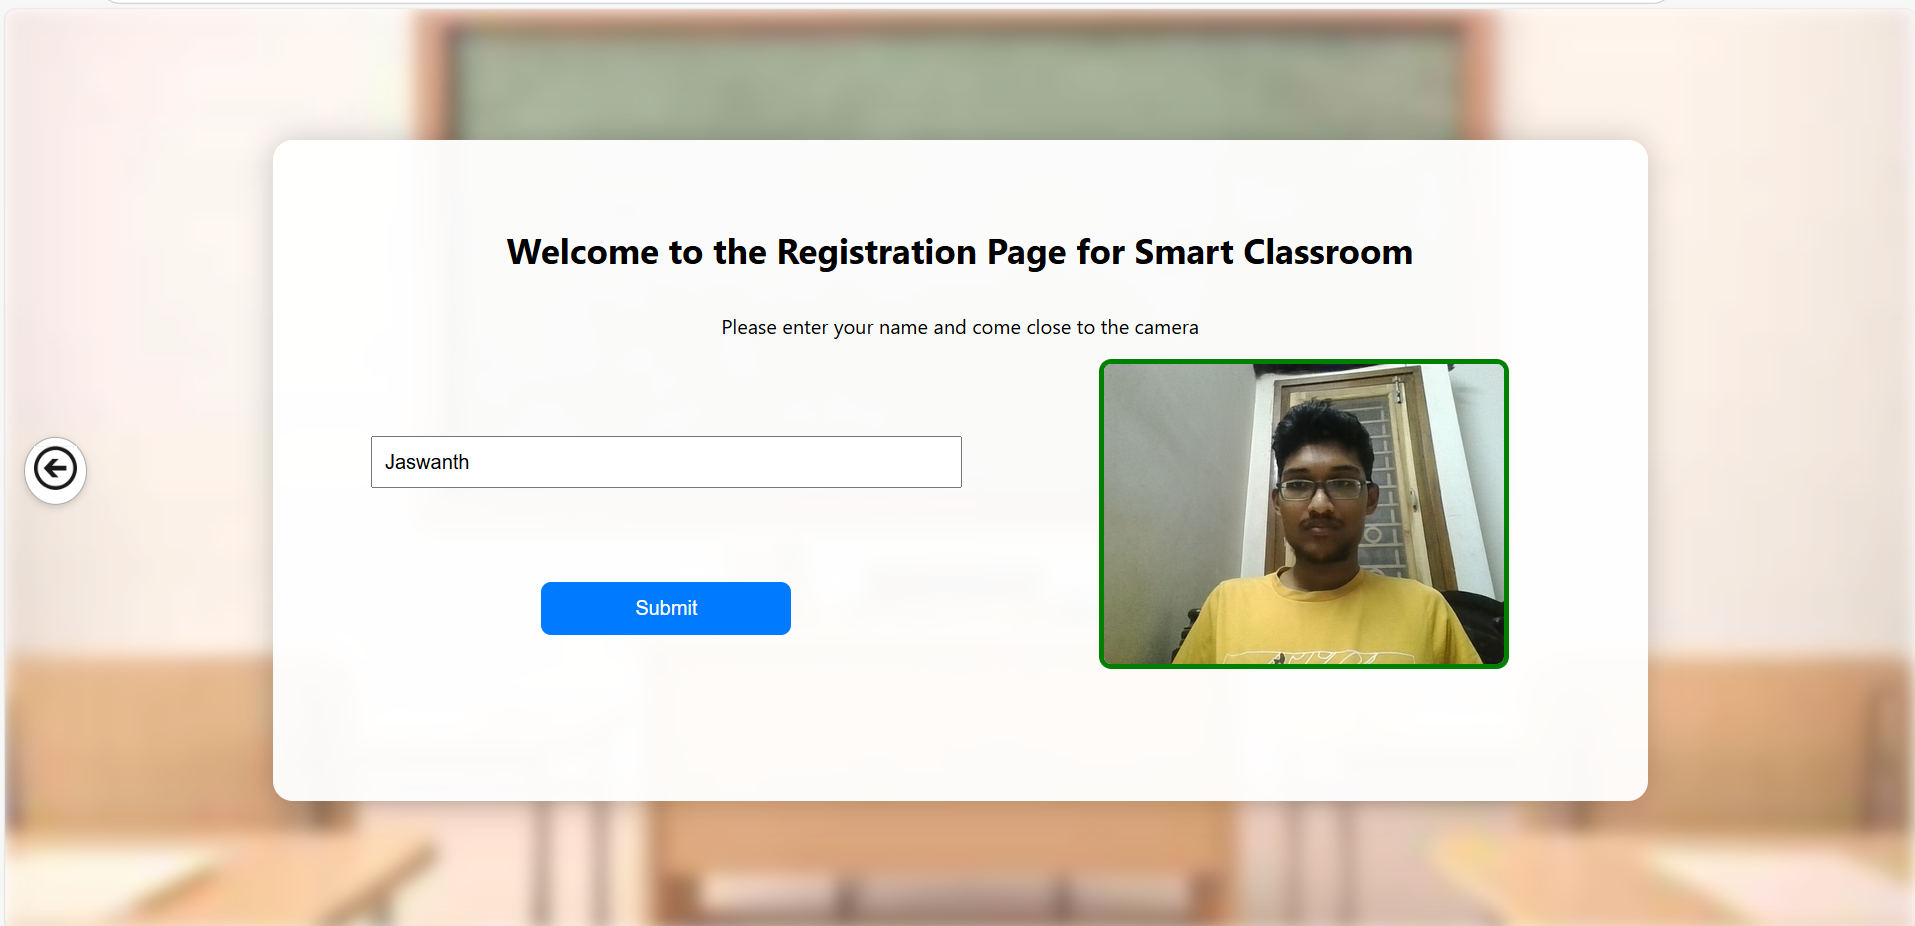 Welcome to the Registration Page for Smart Classroom
Please enter your name and come close to the camera
Jaswanth
Submit